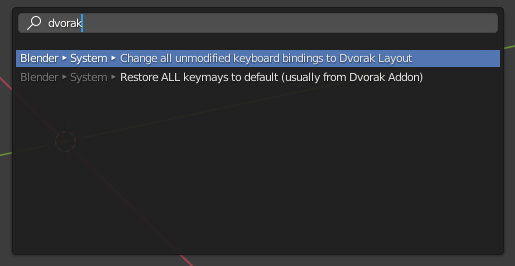 dvorak
Blender ▸ System ▸ Change all unmodified keyboard bindings to Dvorak Layout
Blender ▸ System ▸ Restore ALL keymays to default (usually from Dvorak Addon)